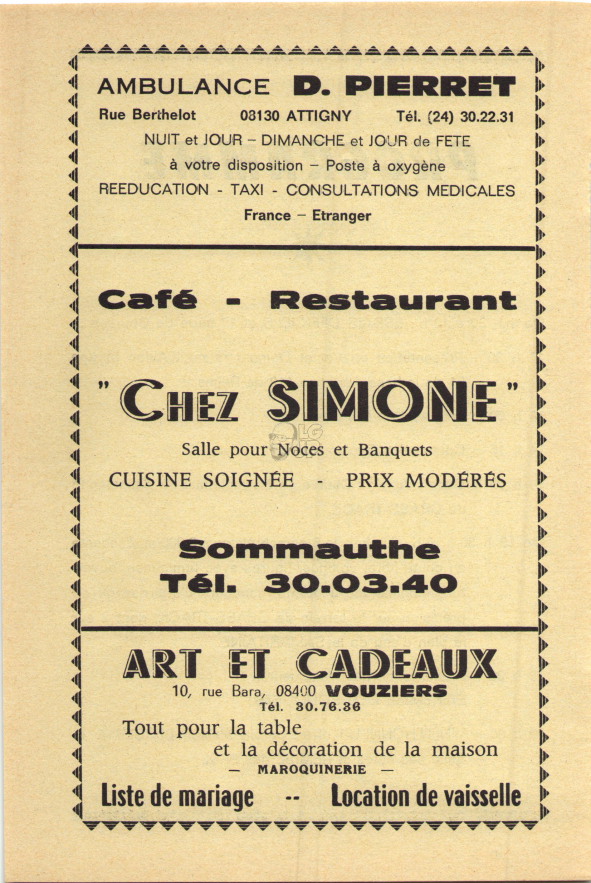 AMBULANCE D. PIERRET
Rue Berthelot 08130 ATTIGNY Tél. (24) 30.22.31
NUIT et JOUR – DIMANCHE et JOUR de FETE
à votre disposition – Poste à oxygène
REEDUCATION - TAXI - CONSULTATIONS MEDICALES
France – Etranger
Café - Restaurant
" CHEZ SIMONE "
Salle pour Noces et Banquets
CUISINE SOIGNÉE - PRIX MODÉRÉS
Sommauthe
Tél. 30.03.40
ART ET CADEAUX
10, rue Bara, 08400 VOUZIERS
Tél. 30.76.36
Tout pour la table
et la décoration de la maison
— MAROQUINERIE —
Liste de mariage -- Location de vaisselle